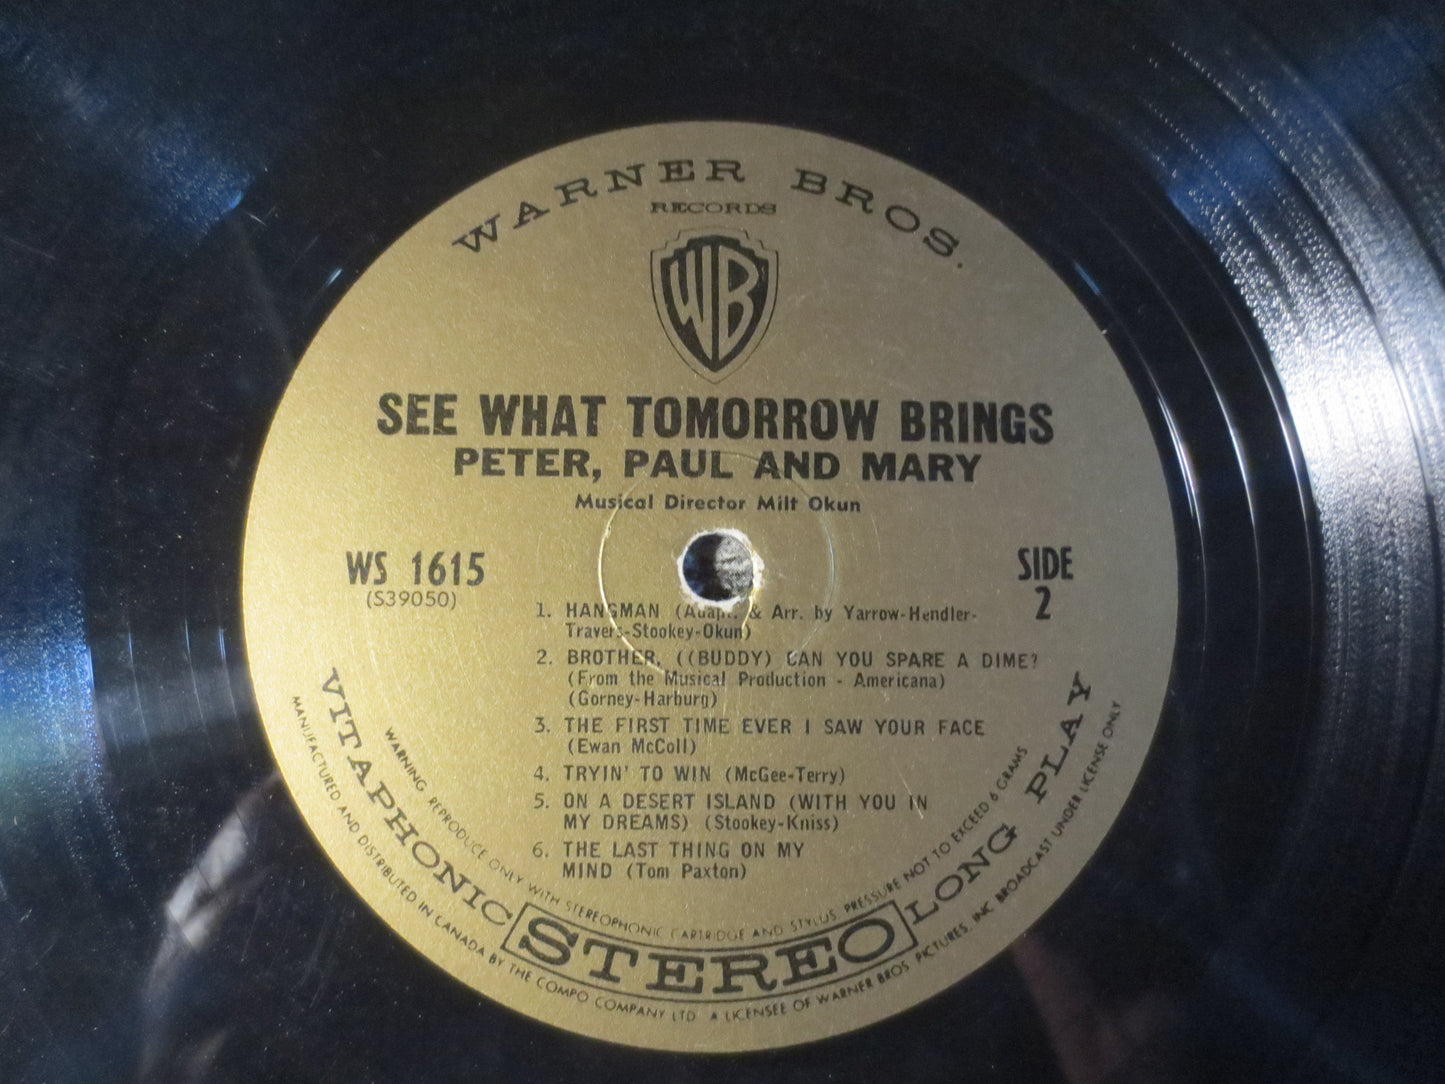 WARNER BROS.
RECORDS
WB
SEE WHAT TOMORROW BRINGS
PETER, PAUL AND MARY
Musical Director Milt Okun
WS 1615
(S39050)
SIDE
2
1. HANGMAN (Adapt. & Arr. by Yarrow-Hendler-
Travers-Stookey-Okun)
2. BROTHER, ((BUDDY) CAN YOU SPARE A DIME?
(From the Musical Production - Americana)
(Gorney-Harburg)
3. THE FIRST TIME EVER I SAW YOUR FACE
(Ewan McColl)
4. TRYIN' TO WIN (McGee-Terry)
5. ON A DESERT ISLAND (WITH YOU IN
MY DREAMS) (Stookey-Kniss)
6. THE LAST THING ON MY
MIND (Tom Paxton)
WARNING REPRODUCE ONLY WITH STEREOPHONIC CARTRIDGE AND STYLUS PRESSURE NOT TO EXCEED 6 GRAMS
VITAPHONIC STEREO LONG PLAY
MANUFACTURED AND DISTRIBUTED IN CANADA BY THE COMPO COMPANY LTD A LICENSEE OF WARNER BROS PICTURES, INC BROADCAST UNDER LICENSE ONLY